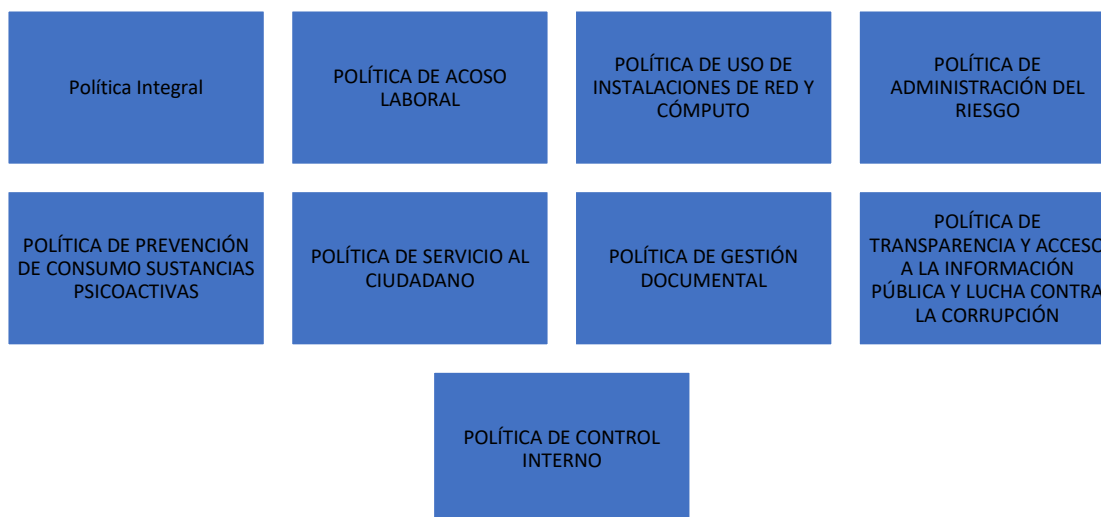 Política Integral
POLÍTICA DE ACOSO
LABORAL
POLÍTICA DE USO DE
INSTALACIONES DE RED Y
CÓMPUTO
POLÍTICA DE
ADMINISTRACIÓN DEL
RIESGO
POLÍTICA DE PREVENCIÓN
DE CONSUMO SUSTANCIAS
PSICOACTIVAS
POLÍTICA DE SERVICIO AL
CIUDADANO
POLÍTICA DE GESTIÓN
DOCUMENTAL
POLÍTICA DE
TRANSPARENCIA Y ACCESO
A LA INFORMACIÓN
PÚBLICA Y LUCHA CONTRA
LA CORRUPCIÓN
POLÍTICA DE CONTROL
INTERNO